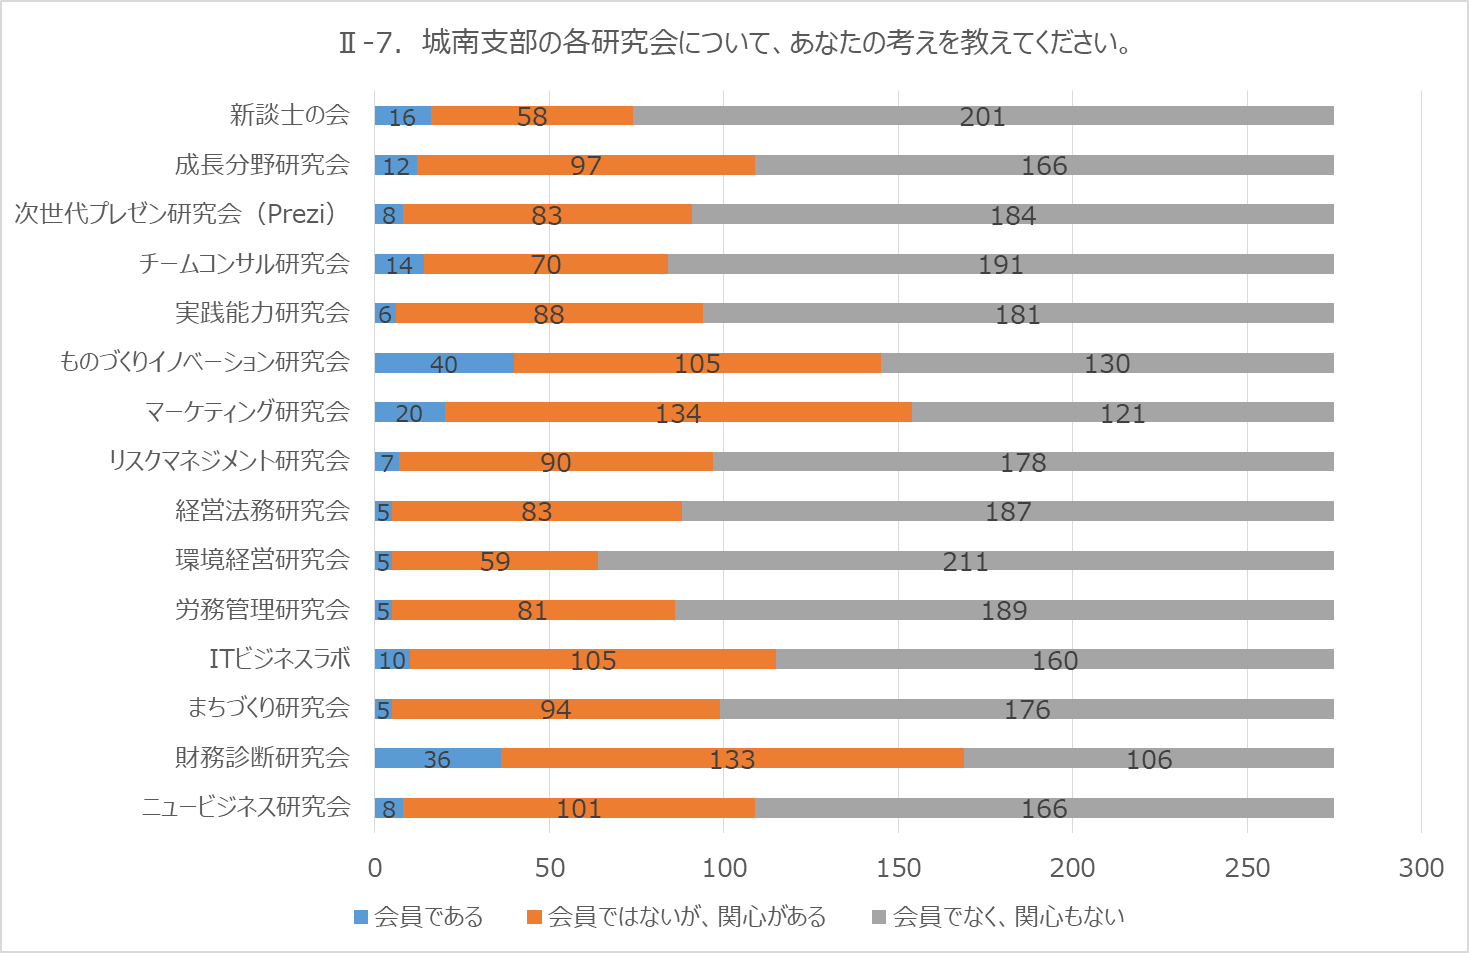 Ⅱ-7．城南支部の各研究会について、あなたの考えを教えてください。
新談士の会 16 58 201
成長分野研究会 12 97 166
次世代プレゼン研究会（Prezi） 8 83 184
チームコンサル研究会 14 70 191
実践能力研究会 6 88 181
ものづくりイノベーション研究会 40 105 130
マーケティング研究会 20 134 121
リスクマネジメント研究会 7 90 178
経営法務研究会 5 83 187
環境経営研究会 5 59 211
労務管理研究会 5 81 189
ITビジネスラボ 10 105 160
まちづくり研究会 5 94 176
財務診断研究会 36 133 106
ニュービジネス研究会 8 101 166
0 50 100 150 200 250 300
会員である 会員ではないが、関心がある 会員でなく、関心もない